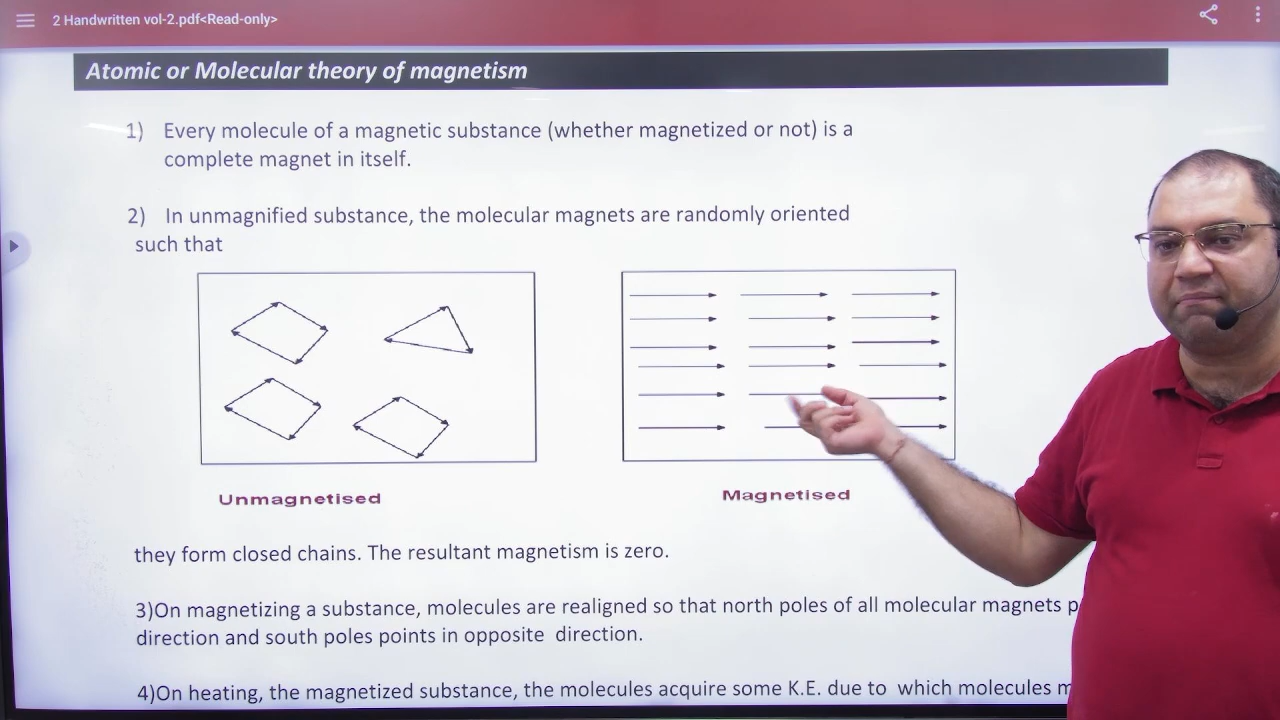 2 Handwritten vol-2.pdf<Read-only>
Atomic or Molecular theory of magnetism
1) Every molecule of a magnetic substance (whether magnetized or not) is a
complete magnet in itself.
2) In unmagnified substance, the molecular magnets are randomly oriented
such that
Unmagnetised
Magnetised
they form closed chains. The resultant magnetism is zero.
3)On magnetizing a substance, molecules are realigned so that north poles of all molecular magnets
direction and south poles points in opposite direction.
4)On heating, the magnetized substance, the molecules acquire some K.E. due to which molecules